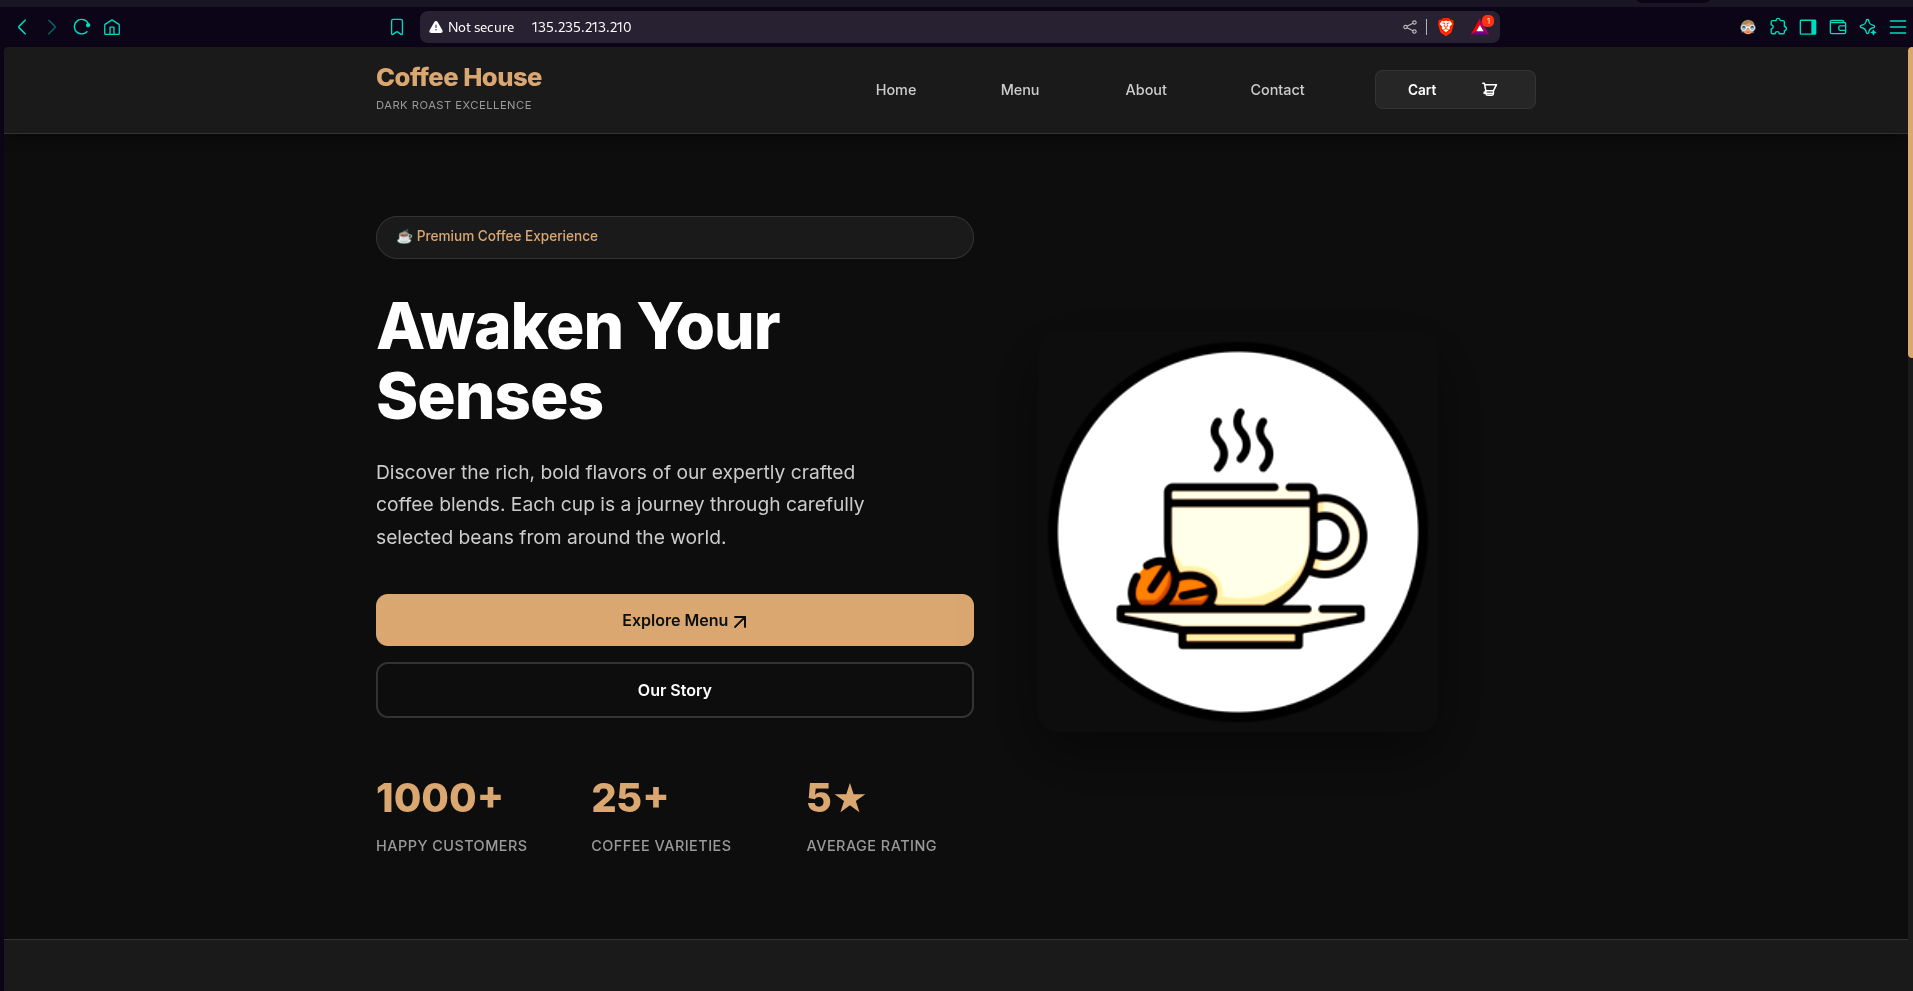 Not secure 135.235.213.210
1
Coffee House
DARK ROAST EXCELLENCE
Home Menu About Contact Cart
☕ Premium Coffee Experience
Awaken Your
Senses
Discover the rich, bold flavors of our expertly crafted
coffee blends. Each cup is a journey through carefully
selected beans from around the world.
Explore Menu
Our Story
1000+ 25+ 5★
HAPPY CUSTOMERS COFFEE VARIETIES AVERAGE RATING